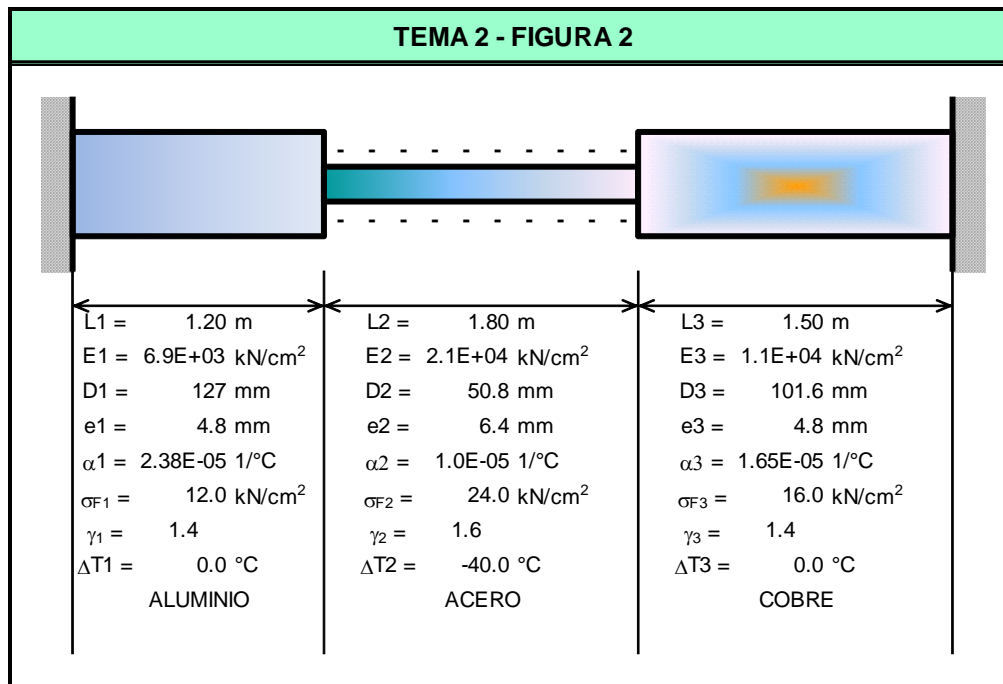 TEMA 2 - FIGURA 2
L1 = 1.20 m L2 = 1.80 m L3 = 1.50 m
E1 = 6.9E+03 kN/cm² E2 = 2.1E+04 kN/cm² E3 = 1.1E+04 kN/cm²
D1 = 127 mm D2 = 50.8 mm D3 = 101.6 mm
e1 = 4.8 mm e2 = 6.4 mm e3 = 4.8 mm
α1 = 2.38E-05 1/°C α2 = 1.0E-05 1/°C α3 = 1.65E-05 1/°C
σF1 = 12.0 kN/cm² σF2 = 24.0 kN/cm² σF3 = 16.0 kN/cm²
γ1 = 1.4 γ2 = 1.6 γ3 = 1.4
ΔT1 = 0.0 °C ΔT2 = -40.0 °C ΔT3 = 0.0 °C
ALUMINIO ACERO COBRE